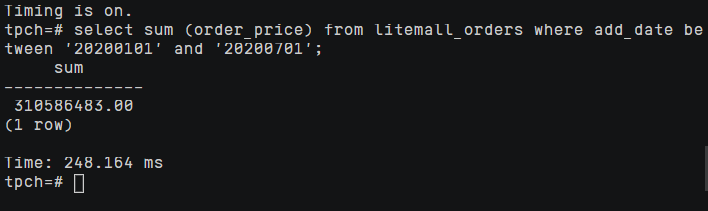 Timing is on.
tpch=# select sum (order_price) from litemall_orders where add_date be
tween '20200101' and '20200701';
     sum
--------------
 310586483.00
(1 row)

Time: 248.164 ms
tpch=#